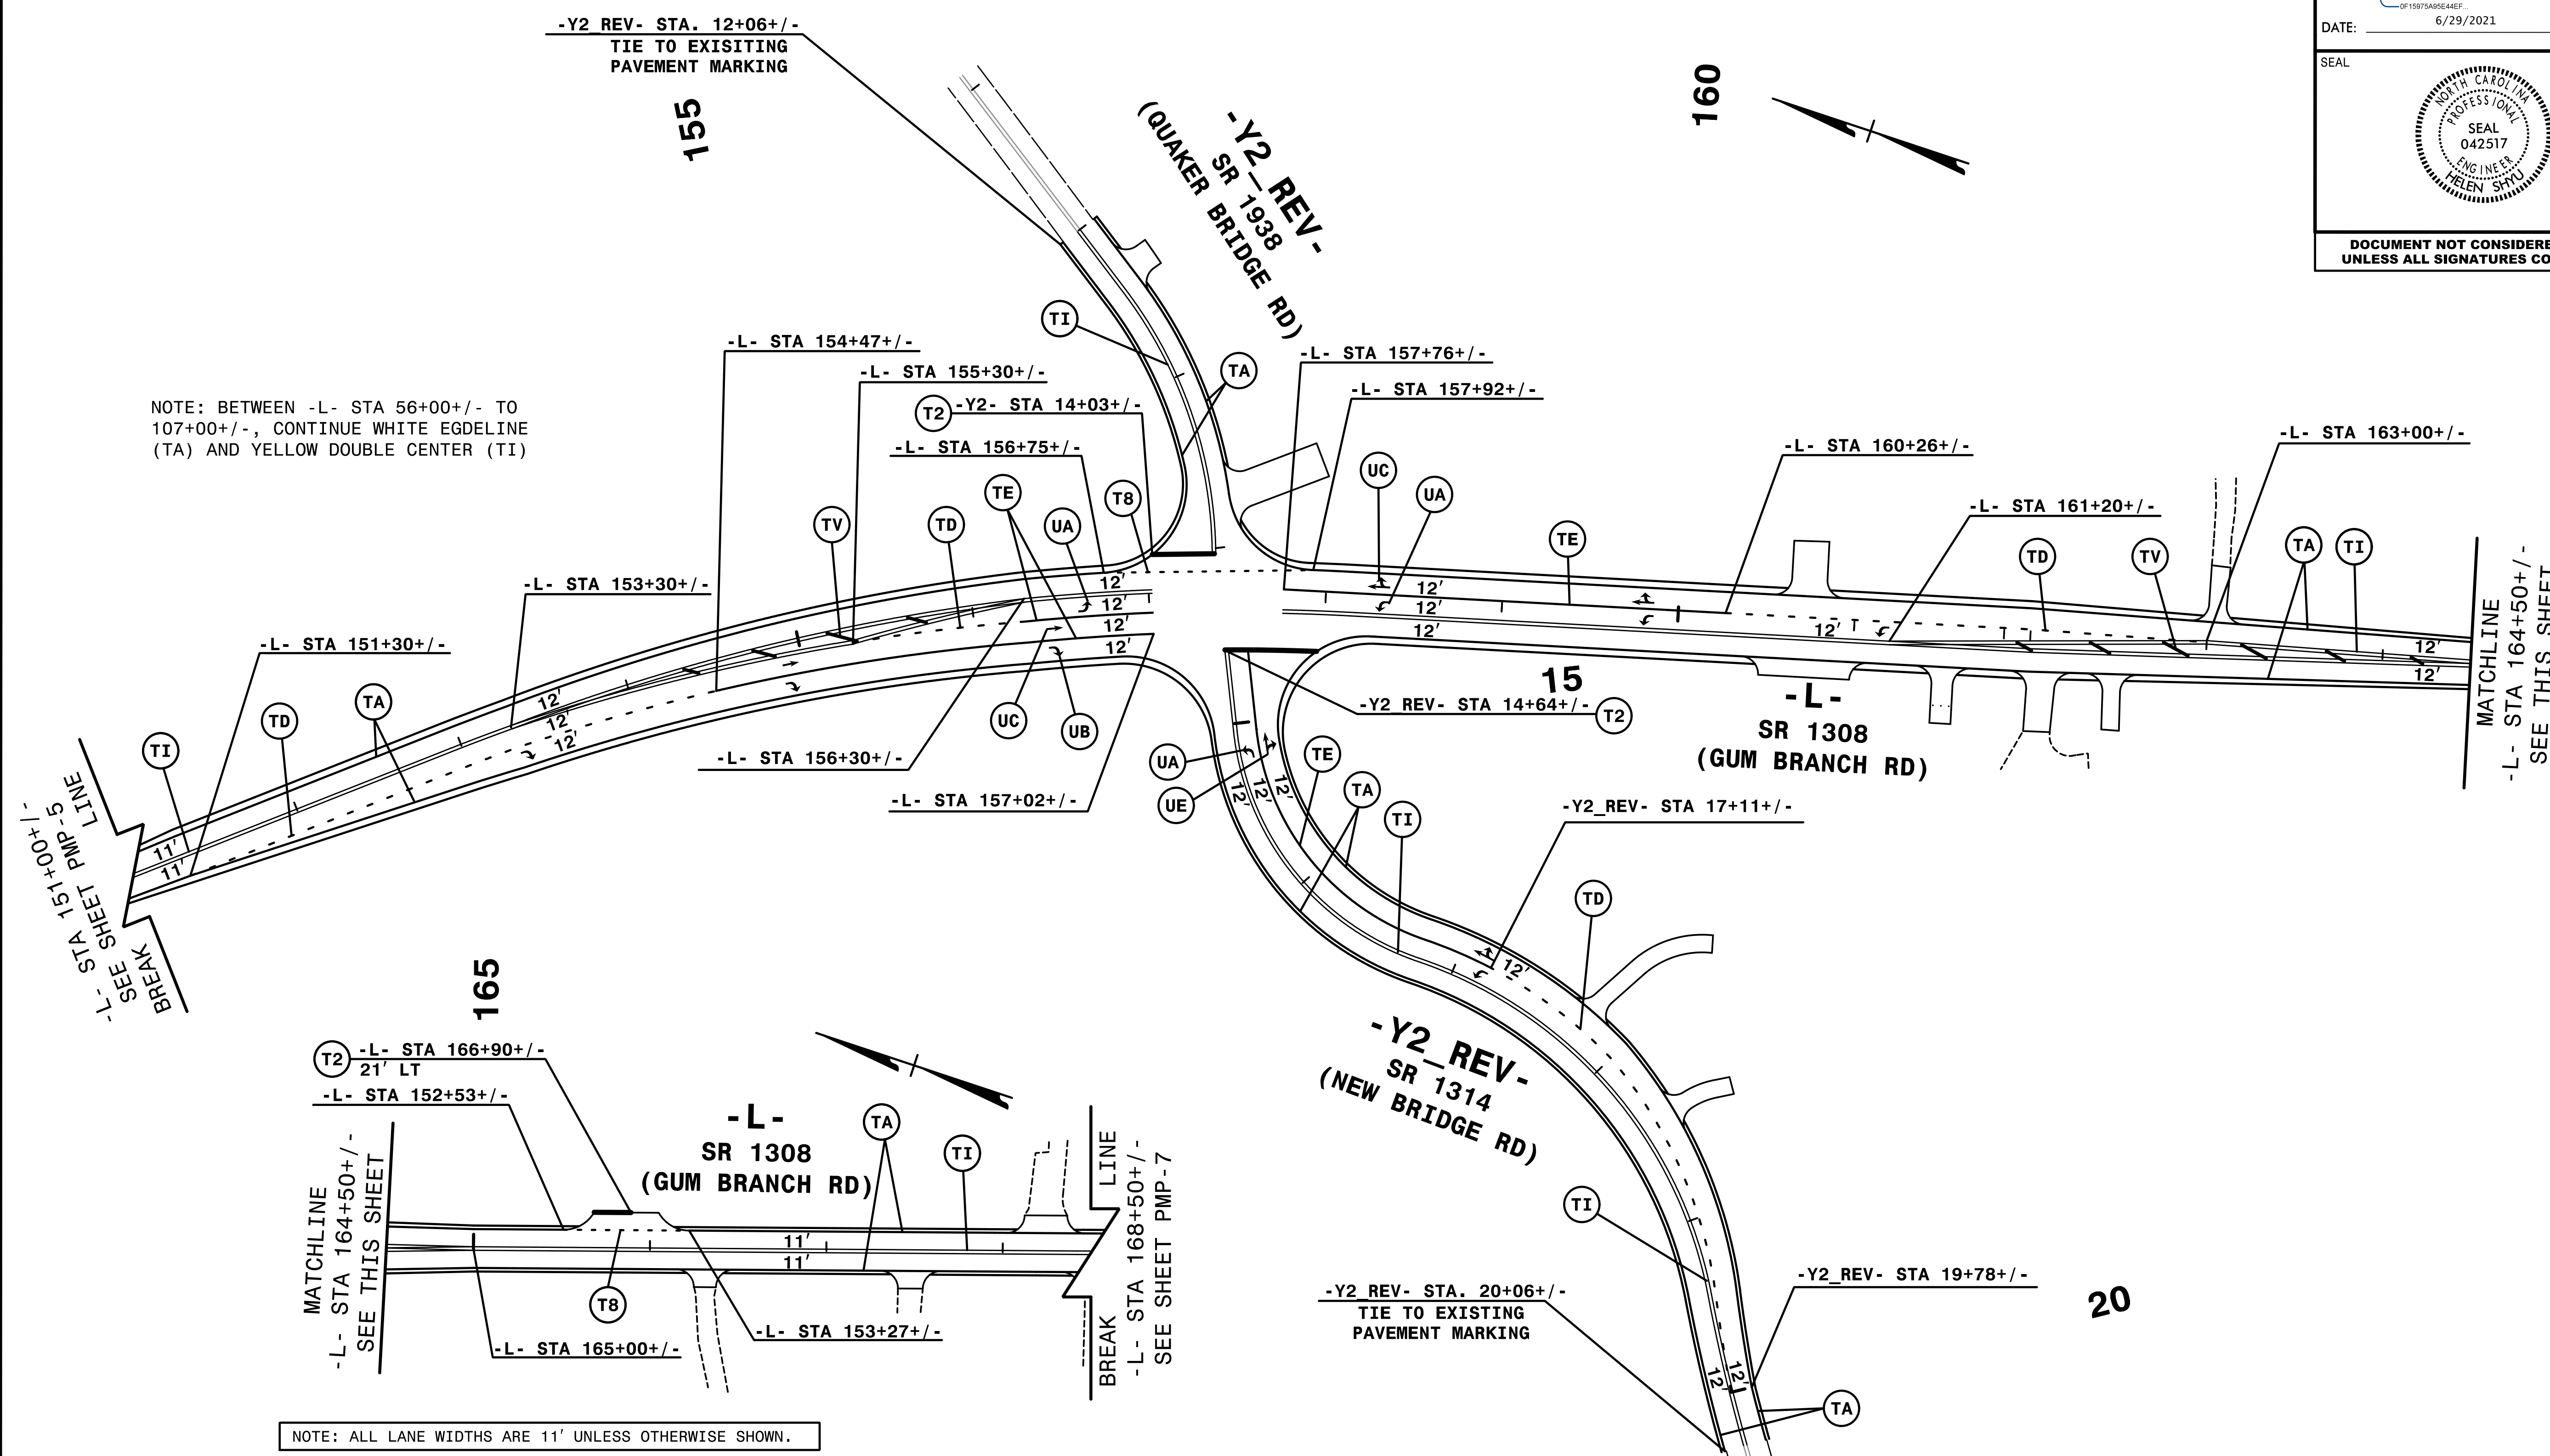 -Y2_REV- STA. 12+06+/-
TIE TO EXISITING
PAVEMENT MARKING
155
-Y2_REV-
SR 1938
(QUAKER BRIDGE RD)
160
0F15975A95E44EF...
DATE: 6/29/2021
SEAL
NORTH CAROLINA
PROFESSIONAL
SEAL
042517
ENGINEER
HELEN SHYU
DOCUMENT NOT CONSIDERE
UNLESS ALL SIGNATURES CO
NOTE: BETWEEN -L- STA 56+00+/- TO
107+00+/-, CONTINUE WHITE EGDELINE
(TA) AND YELLOW DOUBLE CENTER (TI)
TI
TA
-L- STA 154+47+/-
-L- STA 155+30+/-
T2 -Y2- STA 14+03+/-
-L- STA 156+75+/-
-L- STA 157+76+/-
-L- STA 157+92+/-
-L- STA 160+26+/-
-L- STA 163+00+/-
-L- STA 161+20+/-
TV
TD
TE
UA
T8
UC
UA
TE
TD
TV
TA
TI
-L- STA 153+30+/-
-L- STA 151+30+/-
TI
TD
TA
12'
12'
12'
12'
12'
12'
12'
12'
12'
12'
12'
12'
12'
11'
11'
UC
UB
-L- STA 156+30+/-
-L- STA 157+02+/-
BREAK LINE
-L- STA 151+00+/-
SEE SHEET PMP-5
15
-Y2_REV- STA 14+64+/- T2
-L-
SR 1308
(GUM BRANCH RD)
MATCHLINE
-L- STA 164+50+/-
SEE THIS SHEET
UA
UE
TE
TA
TI
12'
12'
12'
-Y2_REV- STA 17+11+/-
12'
TD
-Y2_REV-
SR 1314
(NEW BRIDGE RD)
TI
-Y2_REV- STA. 20+06+/-
TIE TO EXISTING
PAVEMENT MARKING
-Y2_REV- STA 19+78+/-
12'
12'
TA
20
165
T2 -L- STA 166+90+/-
21' LT
-L- STA 152+53+/-
-L-
SR 1308
(GUM BRANCH RD)
TA
TI
MATCHLINE
-L- STA 164+50+/-
SEE THIS SHEET
11'
11'
T8
-L- STA 153+27+/-
-L- STA 165+00+/-
BREAK LINE
-L- STA 168+50+/-
SEE SHEET PMP-7
NOTE: ALL LANE WIDTHS ARE 11' UNLESS OTHERWISE SHOWN.